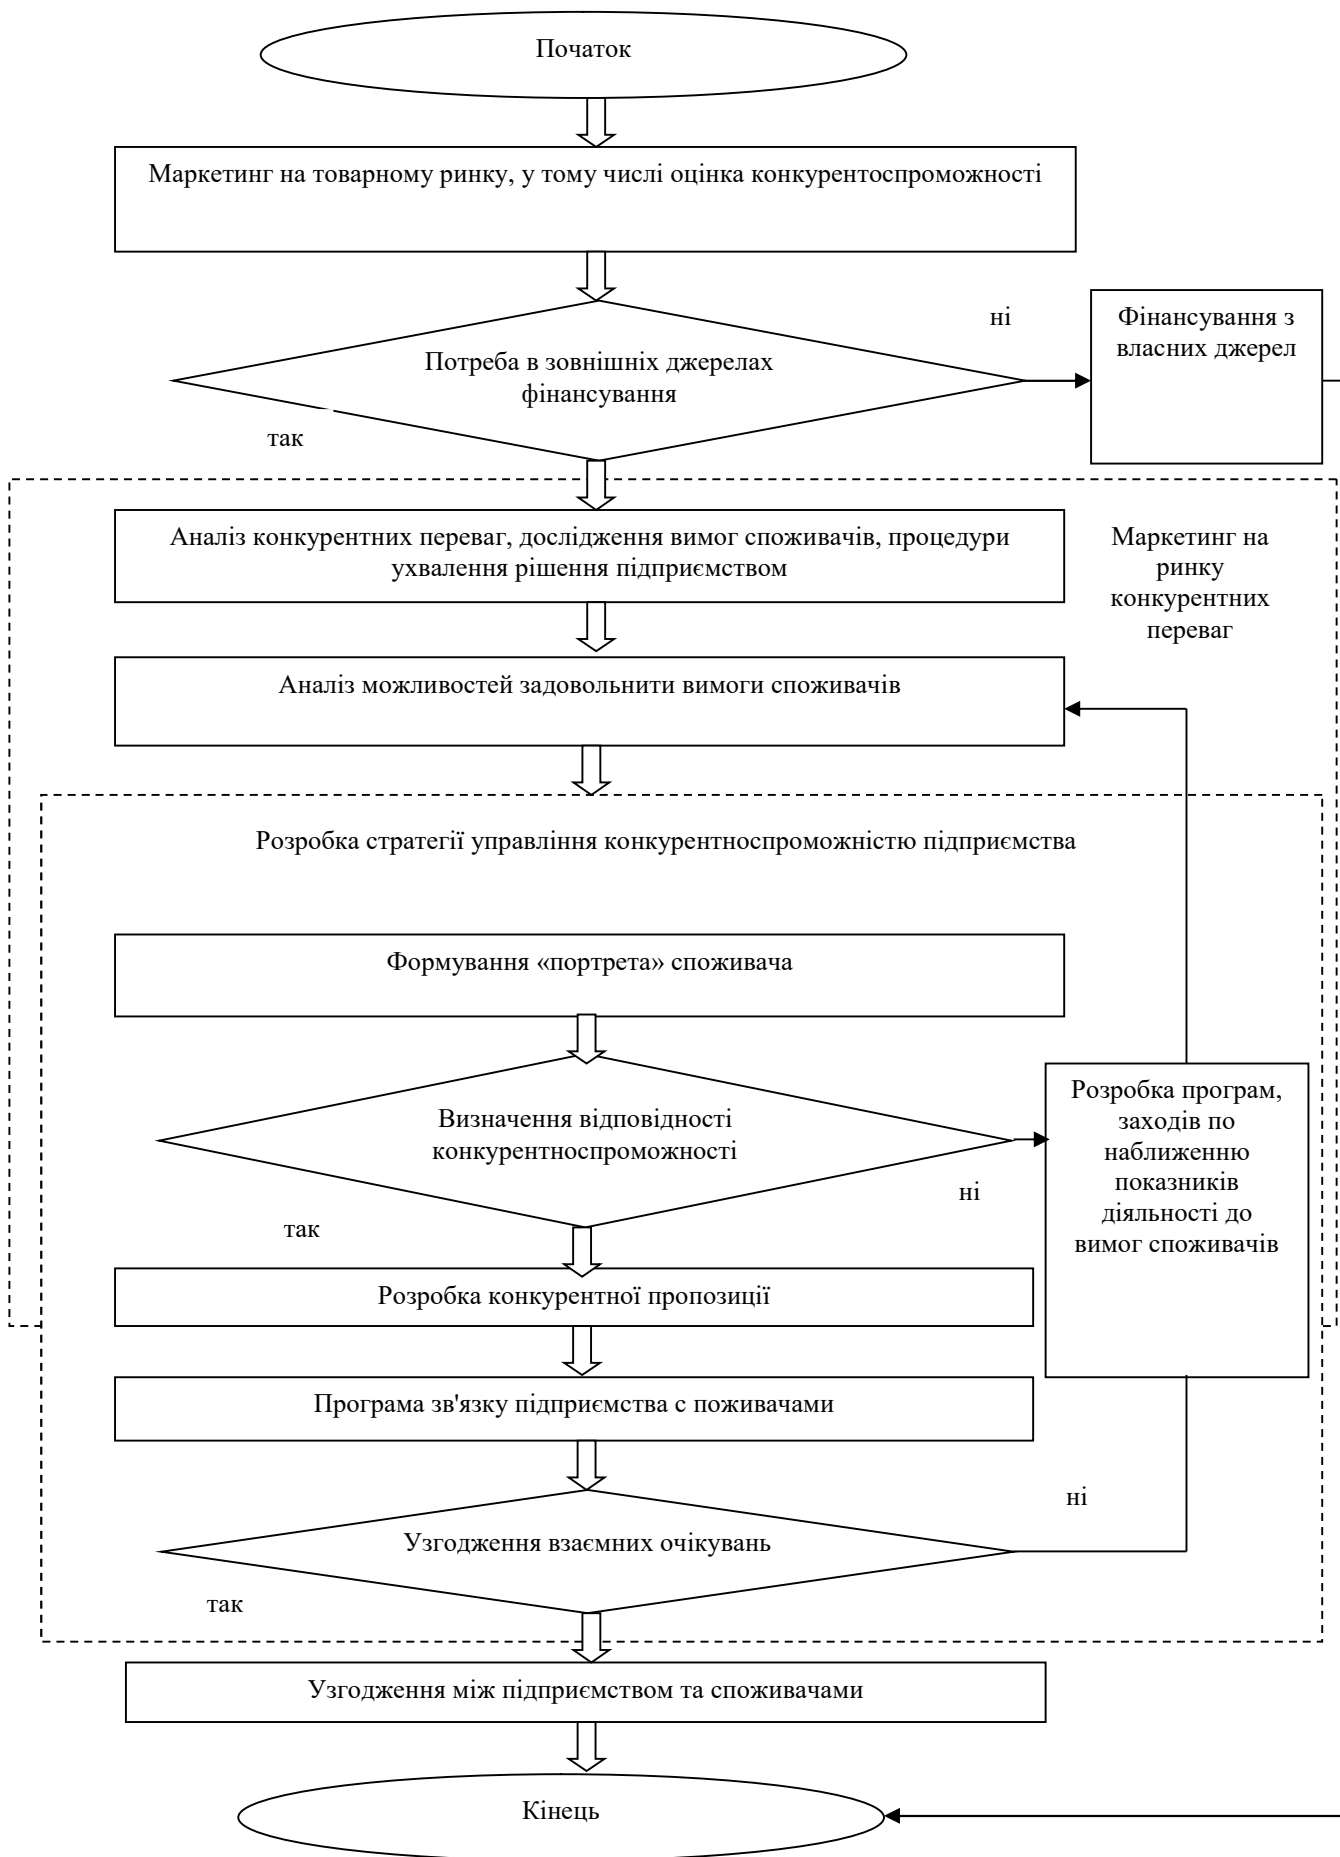 Початок
Маркетинг на товарному ринку, у тому числі оцінка конкурентоспроможності
ні
Фінансування з
власних джерел
Потреба в зовнішніх джерелах
фінансування
так
Аналіз конкурентних переваг, дослідження вимог споживачів, процедури
ухвалення рішення підприємством
Маркетинг на
ринку
конкурентних
переваг
Аналіз можливостей задовольнити вимоги споживачів
Розробка стратегії управління конкурентноспроможністю підприємства
Формування «портрета» споживача
Визначення відповідності
конкурентноспроможності
ні
так
Розробка програм,
заходів по
наближенню
показників
діяльності до
вимог споживачів
Розробка конкурентної пропозиції
Програма зв'язку підприємства с поживачами
ні
Узгодження взаємних очікувань
так
Узгодження між підприємством та споживачами
Кінець